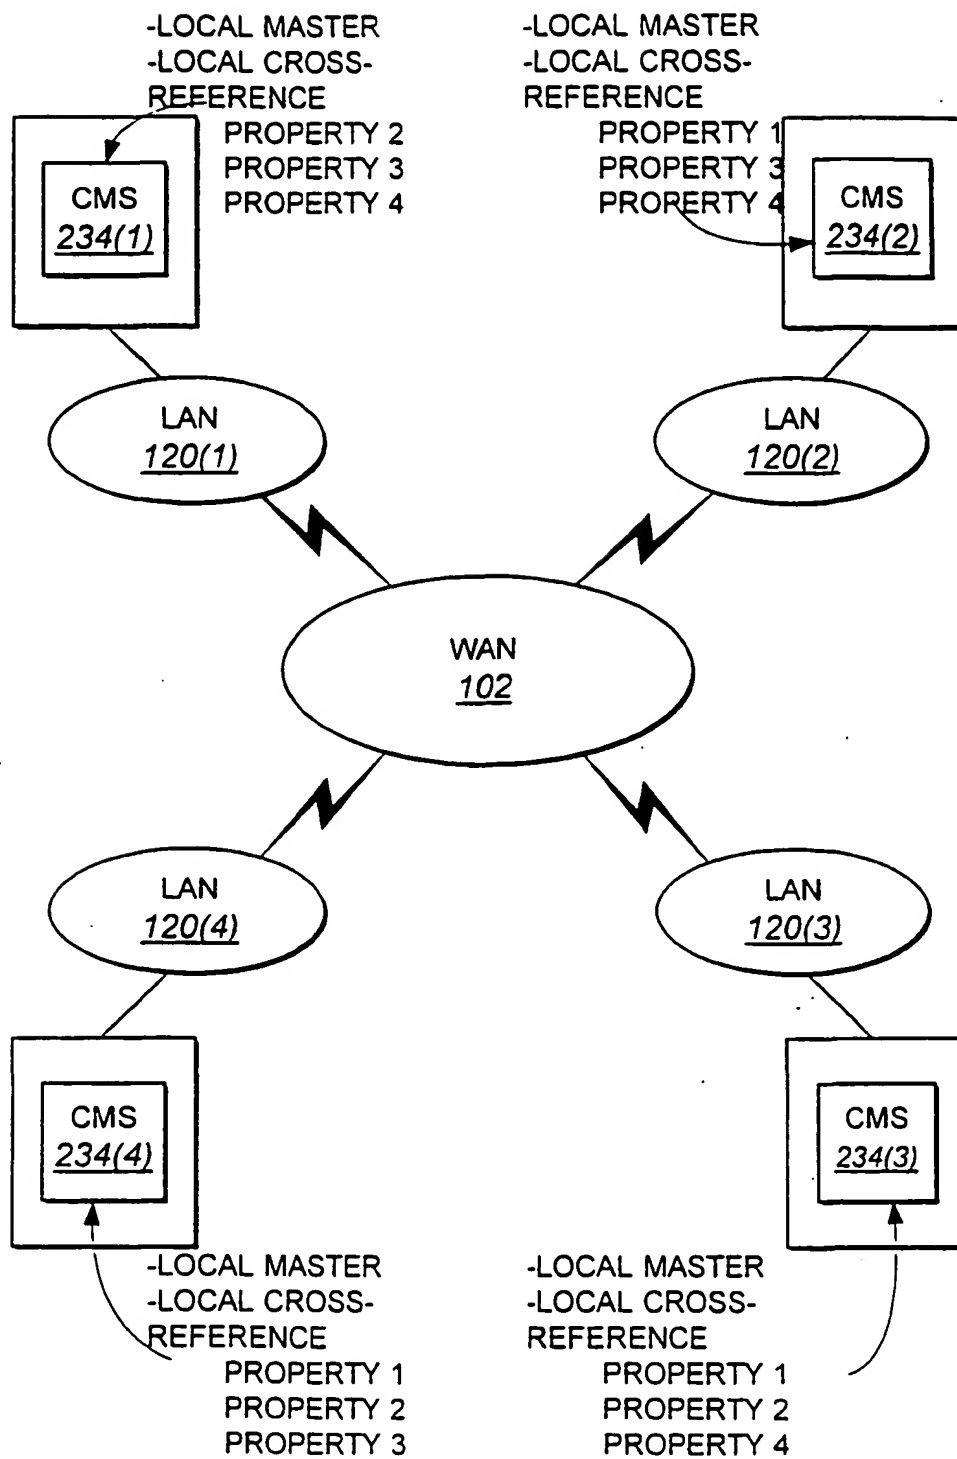 -LOCAL MASTER
-LOCAL CROSS-
REFERENCE
PROPERTY 2
PROPERTY 3
PROPERTY 4
CMS
234(1)
-LOCAL MASTER
-LOCAL CROSS-
REFERENCE
PROPERTY 1
PROPERTY 3
PROPERTY 4
CMS
234(2)
LAN
120(1)
LAN
120(2)
WAN
102
LAN
120(4)
LAN
120(3)
CMS
234(4)
CMS
234(3)
-LOCAL MASTER
-LOCAL CROSS-
REFERENCE
PROPERTY 1
PROPERTY 2
PROPERTY 3
-LOCAL MASTER
-LOCAL CROSS-
REFERENCE
PROPERTY 1
PROPERTY 2
PROPERTY 4